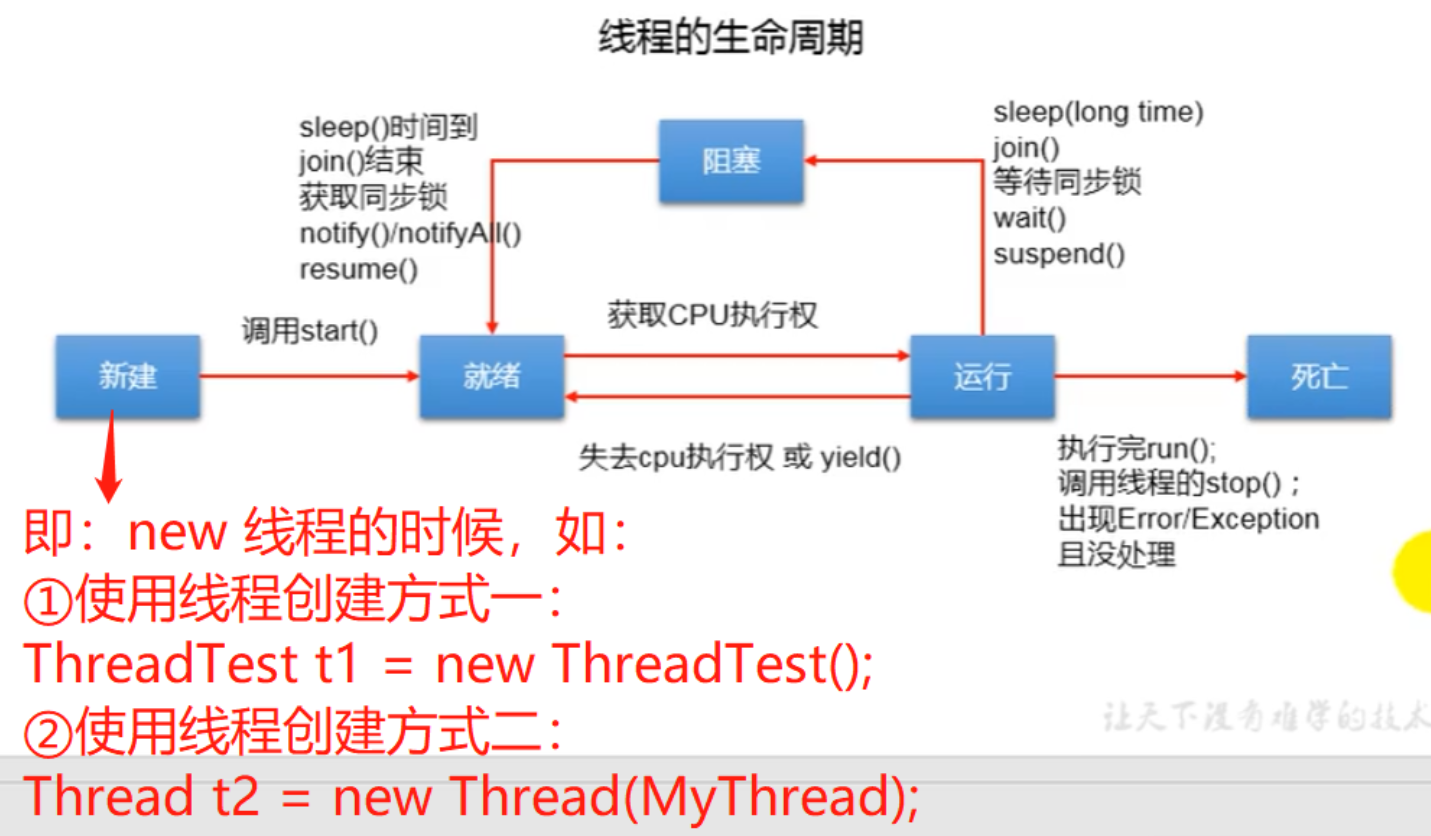 线程的生命周期
sleep()时间到
join()结束
获取同步锁
notify()/notifyAll()
resume()
阻塞
sleep(long time)
join()
等待同步锁
wait()
suspend()
调用start()
获取CPU执行权
新建
就绪
运行
死亡
失去cpu执行权 或 yield()
执行完run();
调用线程的stop() ;
出现Error/Exception
且没处理
即：new 线程的时候，如：
①使用线程创建方式一：
ThreadTest t1 = new ThreadTest();
②使用线程创建方式二：
Thread t2 = new Thread(MyThread);
让天下没有难学的技术